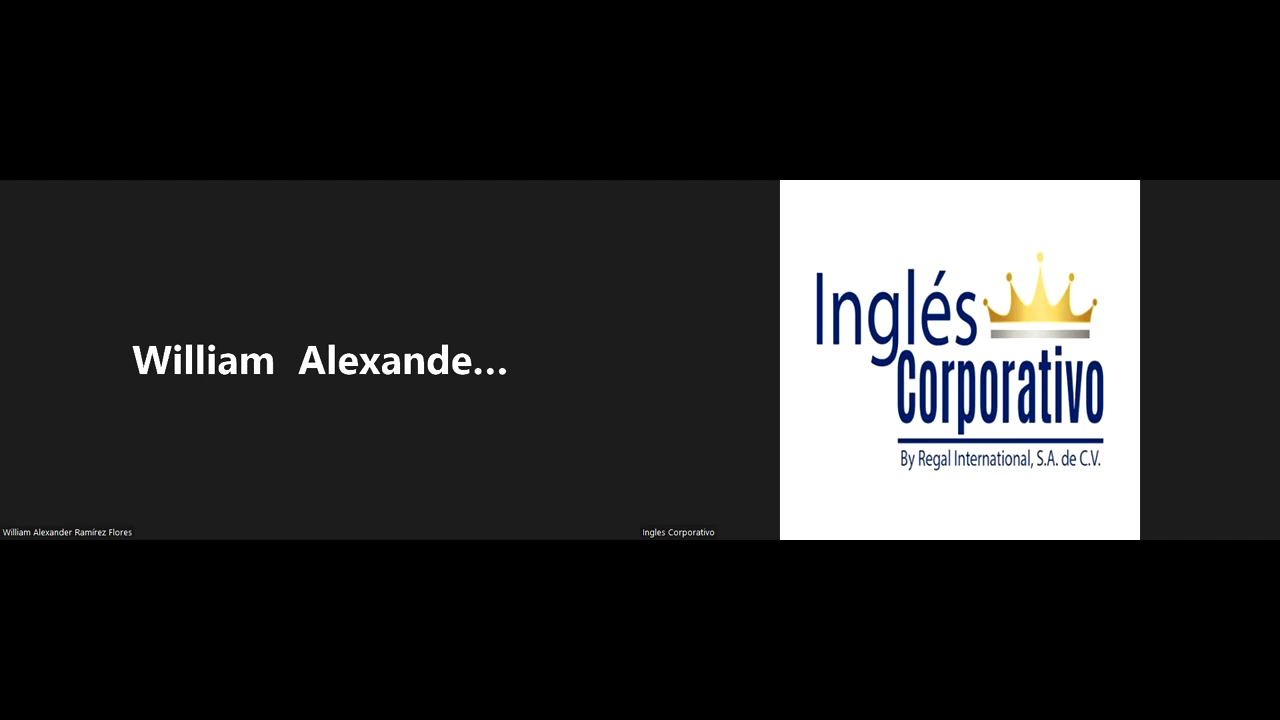 William Alexande...
Inglés
Corporativo
By Regal International, S.A. de C.V.
William Alexander Ramírez Flores
Ingles Corporativo